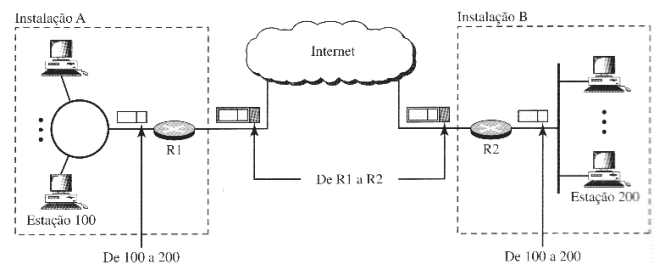 Instalação A
Instalação B
Internet
R1
R2
De R1 a R2
Estação 100
Estação 200
De 100 a 200
De 100 a 200